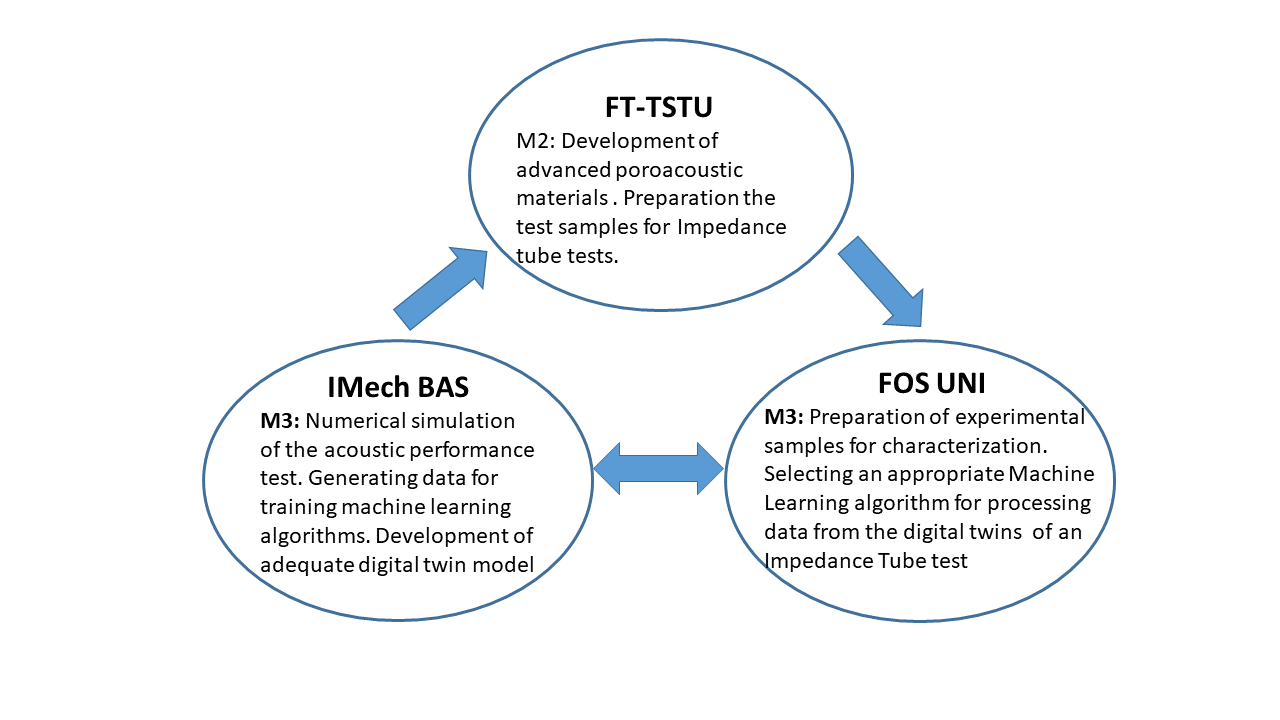 FT-TSTU
M2: Development of
advanced poroacoustic
materials . Preparation the
test samples for Impedance
tube tests.
IMech BAS
M3: Numerical simulation
of the acoustic performance
test. Generating data for
training machine learning
algorithms. Development of
adequate digital twin model
FOS UNI
M3: Preparation of experimental
samples for characterization.
Selecting an appropriate Machine
Learning algorithm for processing
data from the digital twins  of an
Impedance Tube test